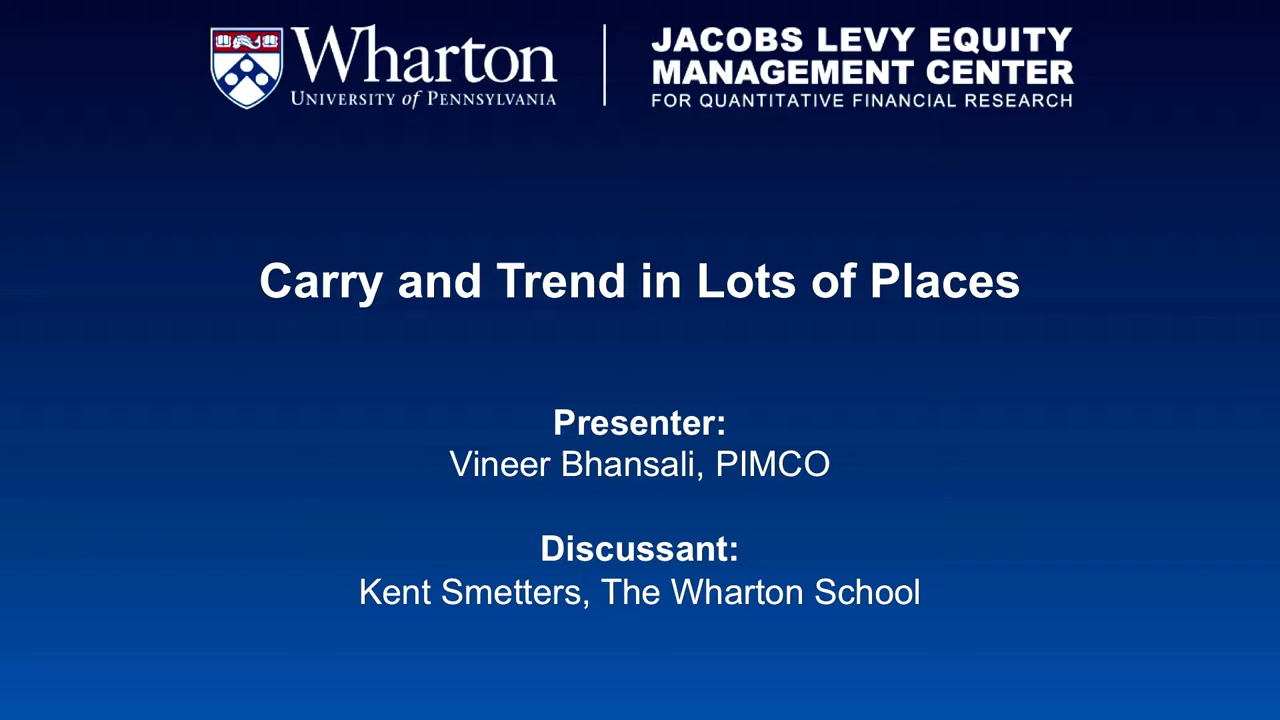 Wharton
UNIVERSITY of PENNSYLVANIA
JACOBS LEVY EQUITY
MANAGEMENT CENTER
FOR QUANTITATIVE FINANCIAL RESEARCH
Carry and Trend in Lots of Places
Presenter:
Vineer Bhansali, PIMCO
Discussant:
Kent Smetters, The Wharton School